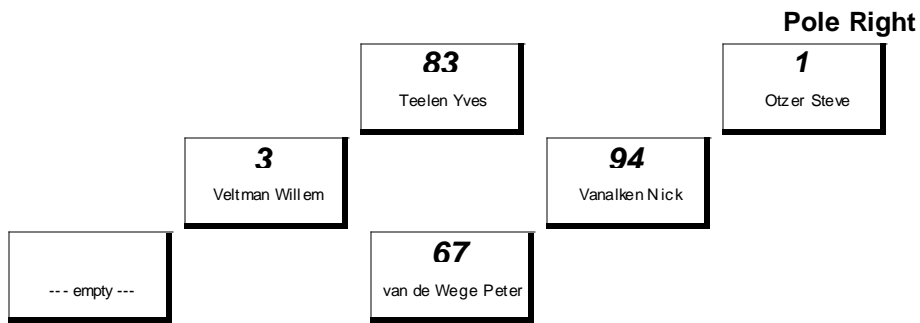 Pole Right
83
Teelen Yves
1
Otzer Steve
3
Veltman Willem
94
Vanalken Nick
--- empty ---
67
van de Wege Peter